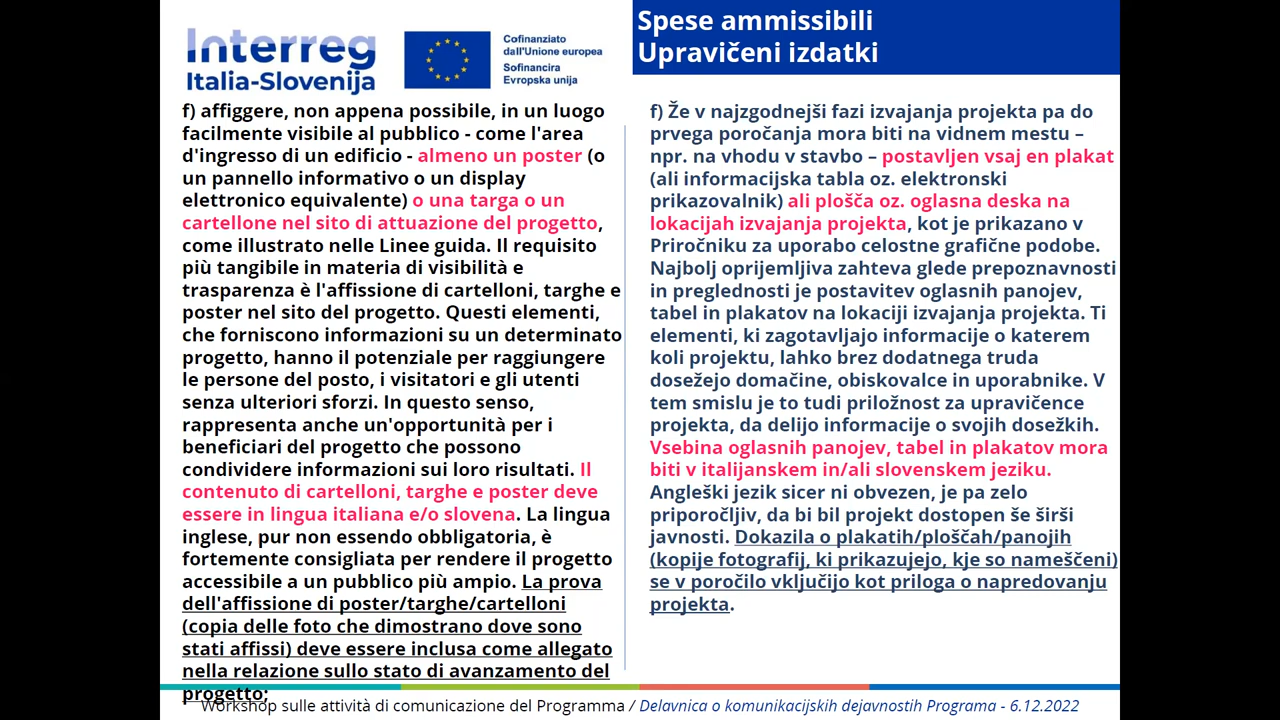 Interreg
Italia-Slovenija
Cofinanziato
dall'Unione europea
Sofinancira
Evropska unija
Spese ammissibili
Upravičeni izdatki
f) affiggere, non appena possibile, in un luogo
facilmente visibile al pubblico - come l'area
d'ingresso di un edificio - almeno un poster (o
un pannello informativo o un display
elettronico equivalente) o una targa o un
cartellone nel sito di attuazione del progetto,
come illustrato nelle Linee guida. Il requisito
più tangibile in materia di visibilità e
trasparenza è l'affissione di cartelloni, targhe e
poster nel sito del progetto. Questi elementi,
che forniscono informazioni su un determinato
progetto, hanno il potenziale per raggiungere
le persone del posto, i visitatori e gli utenti
senza ulteriori sforzi. In questo senso,
rappresenta anche un'opportunità per i
beneficiari del progetto che possono
condividere informazioni sui loro risultati. Il
contenuto di cartelloni, targhe e poster deve
essere in lingua italiana e/o slovena. La lingua
inglese, pur non essendo obbligatoria, è
fortemente consigliata per rendere il progetto
accessibile a un pubblico più ampio. La prova
dell'affissione di poster/targhe/cartelloni
(copia delle foto che dimostrano dove sono
stati affissi) deve essere inclusa come allegato
nella relazione sullo stato di avanzamento del
progetto;
f) Že v najzgodnejši fazi izvajanja projekta pa do
prvega poročanja mora biti na vidnem mestu –
npr. na vhodu v stavbo – postavljen vsaj en plakat
(ali informacijska tabla oz. elektronski
prikazovalnik) ali plošča oz. oglasna deska na
lokacijah izvajanja projekta, kot je prikazano v
Priročniku za uporabo celostne grafične podobe.
Najbolj oprijemljiva zahteva glede prepoznavnosti
in preglednosti je postavitev oglasnih panojev,
tabel in plakatov na lokaciji izvajanja projekta. Ti
elementi, ki zagotavljajo informacije o katerem
koli projektu, lahko brez dodatnega truda
dosežejo domačine, obiskovalce in uporabnike. V
tem smislu je to tudi priložnost za upravičence
projekta, da delijo informacije o svojih dosežkih.
Vsebina oglasnih panojev, tabel in plakatov mora
biti v italijanskem in/ali slovenskem jeziku.
Angleški jezik sicer ni obvezen, je pa zelo
priporočljiv, da bi bil projekt dostopen še širši
javnosti. Dokazila o plakatih/ploščah/panojih
(kopije fotografij, ki prikazujejo, kje so nameščeni)
se v poročilo vključijo kot priloga o napredovanju
projekta.
Workshop sulle attività di comunicazione del Programma / Delavnica o komunikacijskih dejavnostih Programa - 6.12.2022